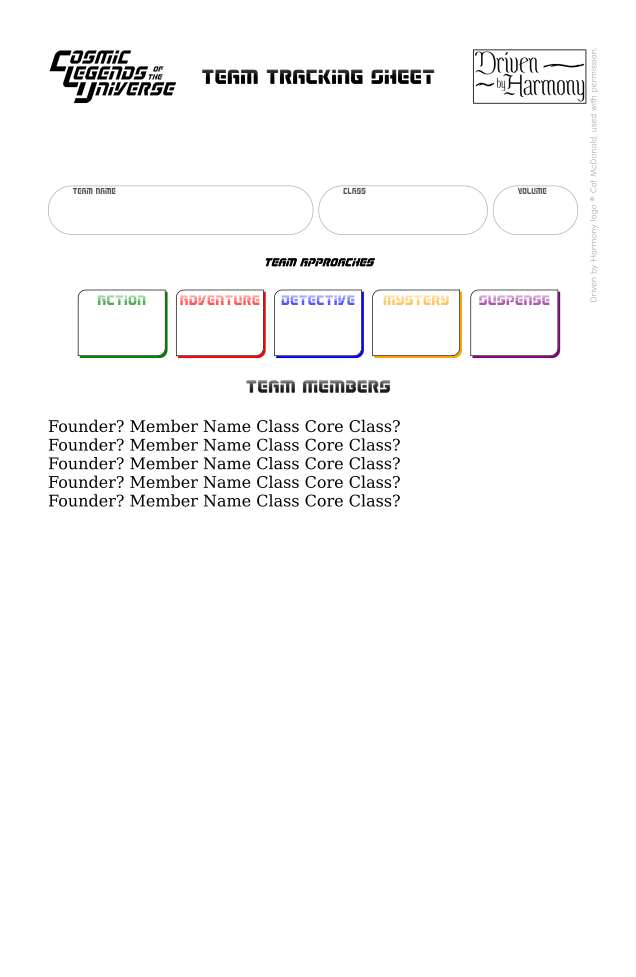 COSMIC
LEGENDS OF THE
UNIVERSE
TEAM TRACKING SHEET
Driven
by Harmony
Driven by Harmony logo ® Cat McDonald, used with permission.
TEAM NAME
CLASS
VOLUME
TEAM APPROACHES
ACTION
ADVENTURE
DETECTIVE
MYSTERY
SUSPENSE
TEAM MEMBERS
Founder? Member Name Class Core Class?
Founder? Member Name Class Core Class?
Founder? Member Name Class Core Class?
Founder? Member Name Class Core Class?
Founder? Member Name Class Core Class?